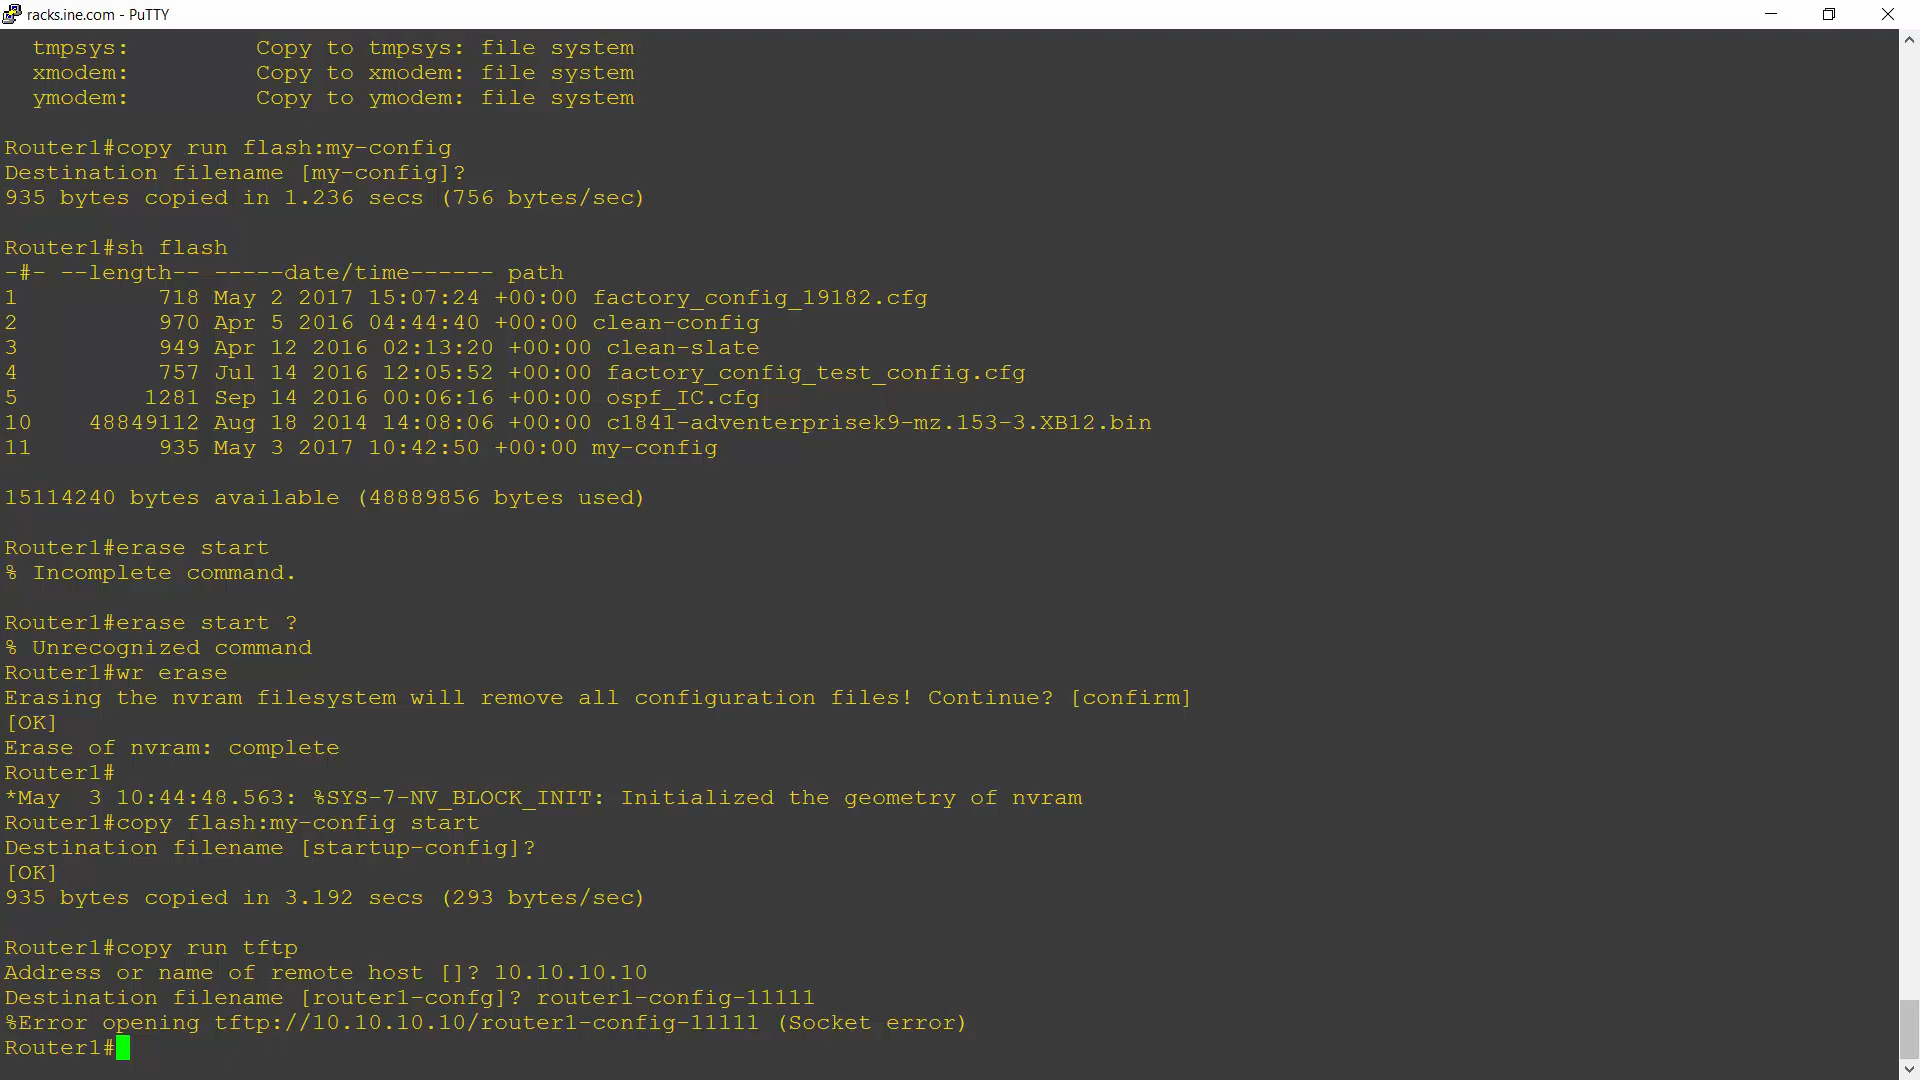 racks.ine.com - PuTTY
tmpsys: Copy to tmpsys: file system
xmodem: Copy to xmodem: file system
ymodem: Copy to ymodem: file system
Router1#copy run flash:my-config
Destination filename [my-config]?
935 bytes copied in 1.236 secs (756 bytes/sec)
Router1#sh flash
-#- --length-- -----date/time------ path
1 718 May 2 2017 15:07:24 +00:00 factory_config_19182.cfg
2 970 Apr 5 2016 04:44:40 +00:00 clean-config
3 949 Apr 12 2016 02:13:20 +00:00 clean-slate
4 757 Jul 14 2016 12:05:52 +00:00 factory_config_test_config.cfg
5 1281 Sep 14 2016 00:06:16 +00:00 ospf_IC.cfg
10 48849112 Aug 18 2014 14:08:06 +00:00 c1841-adventerprisek9-mz.153-3.XB12.bin
11 935 May 3 2017 10:42:50 +00:00 my-config
15114240 bytes available (48889856 bytes used)
Router1#erase start
% Incomplete command.
Router1#erase start ?
% Unrecognized command
Router1#wr erase
Erasing the nvram filesystem will remove all configuration files! Continue? [confirm]
[OK]
Erase of nvram: complete
Router1#
*May  3 10:44:48.563: %SYS-7-NV_BLOCK_INIT: Initialized the geometry of nvram
Router1#copy flash:my-config start
Destination filename [startup-config]?
[OK]
935 bytes copied in 3.192 secs (293 bytes/sec)
Router1#copy run tftp
Address or name of remote host []? 10.10.10.10
Destination filename [router1-confg]? router1-config-11111
%Error opening tftp://10.10.10.10/router1-config-11111 (Socket error)
Router1#